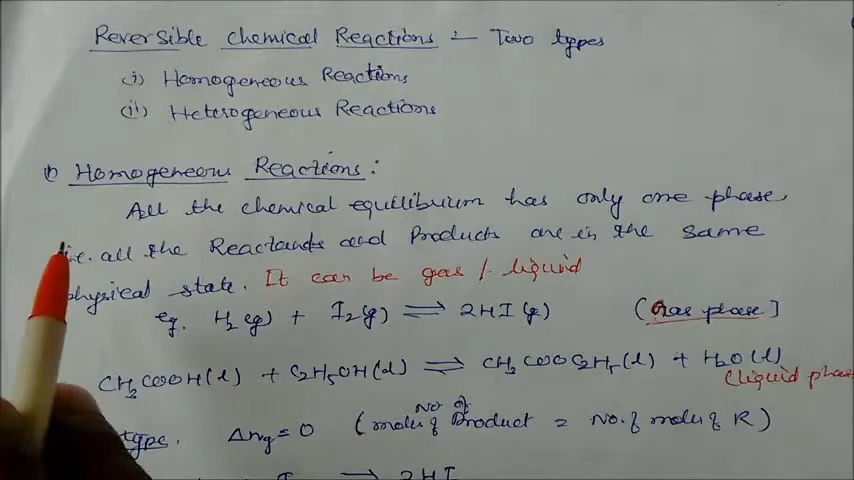 Reversible chemical Reactions :- Two types
(i) Homogeneous Reactions
(ii) Heterogeneous Reactions
(i) Homogeneous Reactions :
All the chemical equilibrium has only one phase,
i.e. all the Reactants and Products are in the same
physical state. It can be gas / liquid
eg. H₂(g) + I₂(g) ⇌ 2HI(g) (Gas phase]
CH₃COOH(l) + C₂H₅OH(l) ⇌ CH₃COOC₂H₅(l) + H₂O(l)
(liquid phase
type. Δng = 0 (moles of Product = No. of moles of R)
No of
→ 2HI